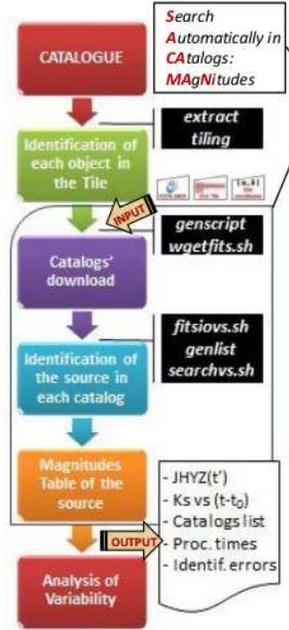 Search
Automatically in
CAtalogs:
MAgNitudes
CATALOGUE
extract
tiling
Identification of
each object in
the Tile
INPUT
genscript
wgetfits.sh
Catalogs'
download
fitsiovs.sh
genlist
searchvs.sh
Identification of
the source in
each catalog
Magnitudes
Table of the
source
- JHYZ(t')
- Ks vs (t-t0)
- Catalogs list
- Proc. times
- Identif. errors
OUTPUT
Analysis of
Variability